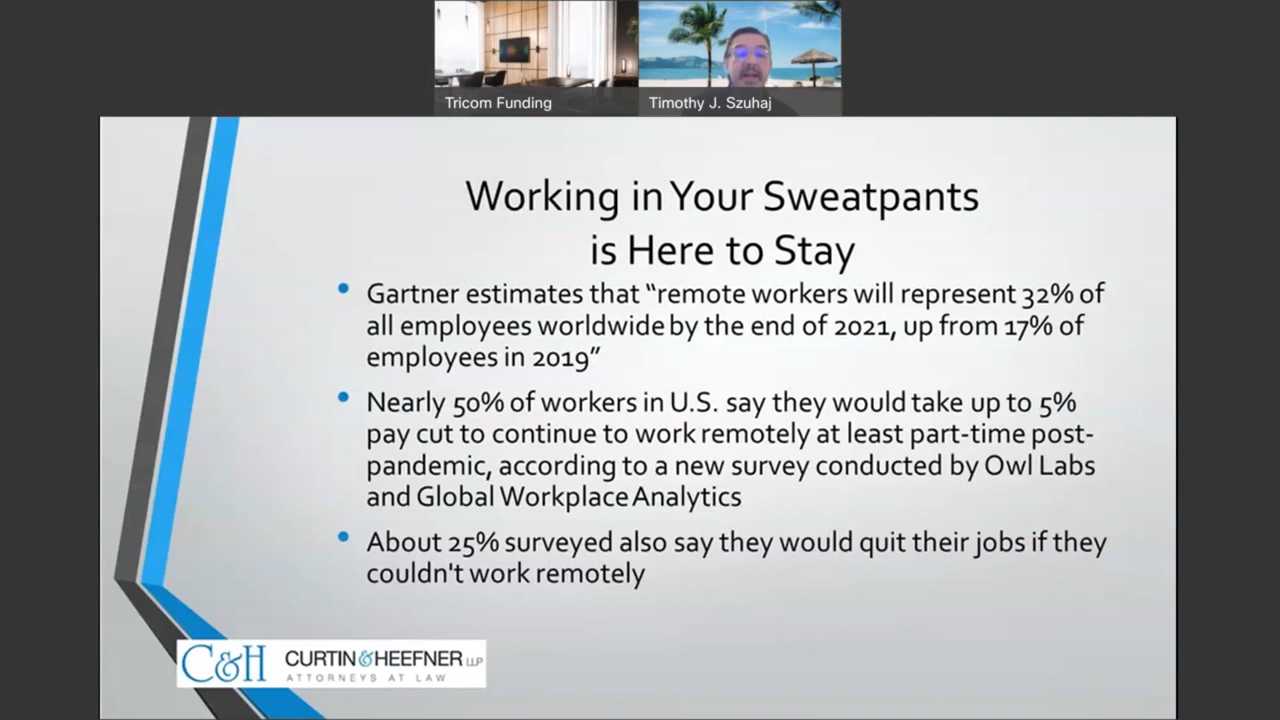 Tricom Funding
Timothy J. Szuhaj
Working in Your Sweatpants
is Here to Stay
• Gartner estimates that “remote workers will represent 32% of
all employees worldwide by the end of 2021, up from 17% of
employees in 2019”
• Nearly 50% of workers in U.S. say they would take up to 5%
pay cut to continue to work remotely at least part-time post-
pandemic, according to a new survey conducted by Owl Labs
and Global Workplace Analytics
• About 25% surveyed also say they would quit their jobs if they
couldn't work remotely
C&H CURTIN&HEEFNER LLP
ATTORNEYS AT LAW